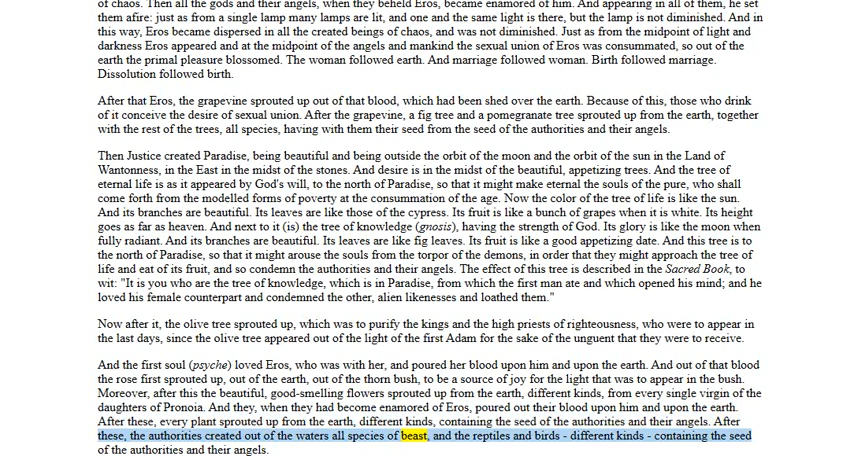 of chaos. Then all the gods and their angels, when they beheld Eros, became enamored of him. And appearing in all of them, he set
them afire: just as from a single lamp many lamps are lit, and one and the same light is there, but the lamp is not diminished. And in
this way, Eros became dispersed in all the created beings of chaos, and was not diminished. Just as from the midpoint of light and
darkness Eros appeared and at the midpoint of the angels and mankind the sexual union of Eros was consummated, so out of the
earth the primal pleasure blossomed. The woman followed earth. And marriage followed woman. Birth followed marriage.
Dissolution followed birth.
After that Eros, the grapevine sprouted up out of that blood, which had been shed over the earth. Because of this, those who drink
of it conceive the desire of sexual union. After the grapevine, a fig tree and a pomegranate tree sprouted up from the earth, together
with the rest of the trees, all species, having with them their seed from the seed of the authorities and their angels.
Then Justice created Paradise, being beautiful and being outside the orbit of the moon and the orbit of the sun in the Land of
Wantonness, in the East in the midst of the stones. And desire is in the midst of the beautiful, appetizing trees. And the tree of
eternal life is as it appeared by God's will, to the north of Paradise, so that it might make eternal the souls of the pure, who shall
come forth from the modelled forms of poverty at the consummation of the age. Now the color of the tree of life is like the sun.
And its branches are beautiful. Its leaves are like those of the cypress. Its fruit is like a bunch of grapes when it is white. Its height
goes as far as heaven. And next to it (is) the tree of knowledge (gnosis), having the strength of God. Its glory is like the moon when
fully radiant. And its branches are beautiful. Its leaves are like fig leaves. Its fruit is like a good appetizing date. And this tree is to
the north of Paradise, so that it might arouse the souls from the torpor of the demons, in order that they might approach the tree of
life and eat of its fruit, and so condemn the authorities and their angels. The effect of this tree is described in the Sacred Book, to
wit: "It is you who are the tree of knowledge, which is in Paradise, from which the first man ate and which opened his mind; and he
loved his female counterpart and condemned the other, alien likenesses and loathed them."
Now after it, the olive tree sprouted up, which was to purify the kings and the high priests of righteousness, who were to appear in
the last days, since the olive tree appeared out of the light of the first Adam for the sake of the unguent that they were to receive.
And the first soul (psyche) loved Eros, who was with her, and poured her blood upon him and upon the earth. And out of that blood
the rose first sprouted up, out of the earth, out of the thorn bush, to be a source of joy for the light that was to appear in the bush.
Moreover, after this the beautiful, good-smelling flowers sprouted up from the earth, different kinds, from every single virgin of the
daughters of Pronoia. And they, when they had become enamored of Eros, poured out their blood upon him and upon the earth.
After these, every plant sprouted up from the earth, different kinds, containing the seed of the authorities and their angels. After
these, the authorities created out of the waters all species of beast, and the reptiles and birds - different kinds - containing the seed
of the authorities and their angels.